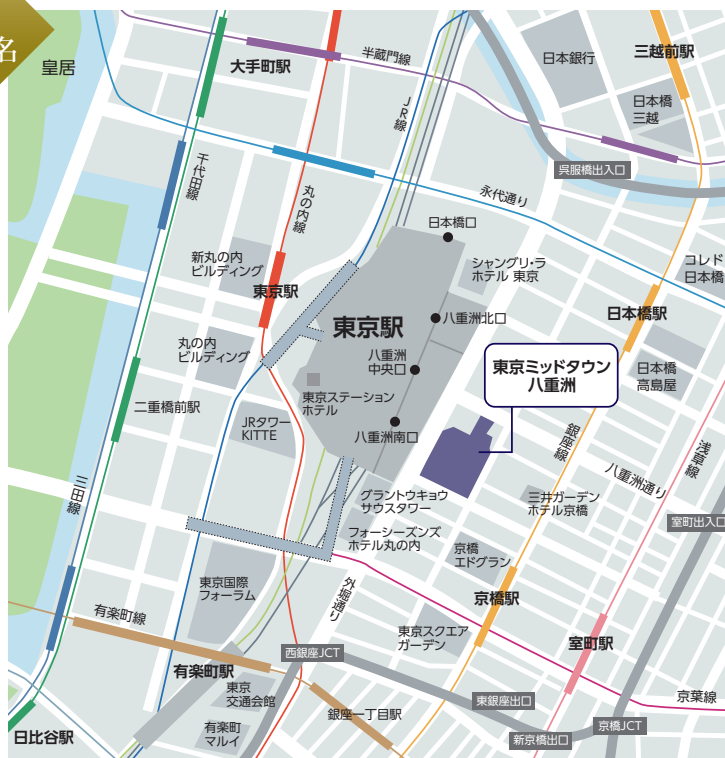 名
皇居
大手町駅
半蔵門線
JR線
日本銀行
三越前駅
日本橋
三越
呉服橋出入口
千代田線
丸の内線
永代通り
日本橋口
新丸の内
ビルディング
東京駅
シャングリ・ラ
ホテル 東京
コレド
日本橋
東京駅
八重洲北口
日本橋駅
丸の内
ビルディング
八重洲
中央口
東京ミッドタウン
八重洲
日本橋
高島屋
二重橋前駅
東京ステーション
ホテル
JRタワー
KITTE
八重洲南口
銀座線
浅草線
八重洲通り
三田線
グラントウキョウ
サウスタワー
三井ガーデン
ホテル京橋
室町出入口
フォーシーズンズ
ホテル丸の内
京橋
エドグラン
東京国際
フォーラム
外堀通り
京橋駅
有楽町線
東京スクエア
ガーデン
室町駅
西銀座JCT
有楽町駅
東京
交通会館
東銀座出口
京葉線
銀座一丁目駅
有楽町
マルイ
新京橋出口
京橋JCT
日比谷駅